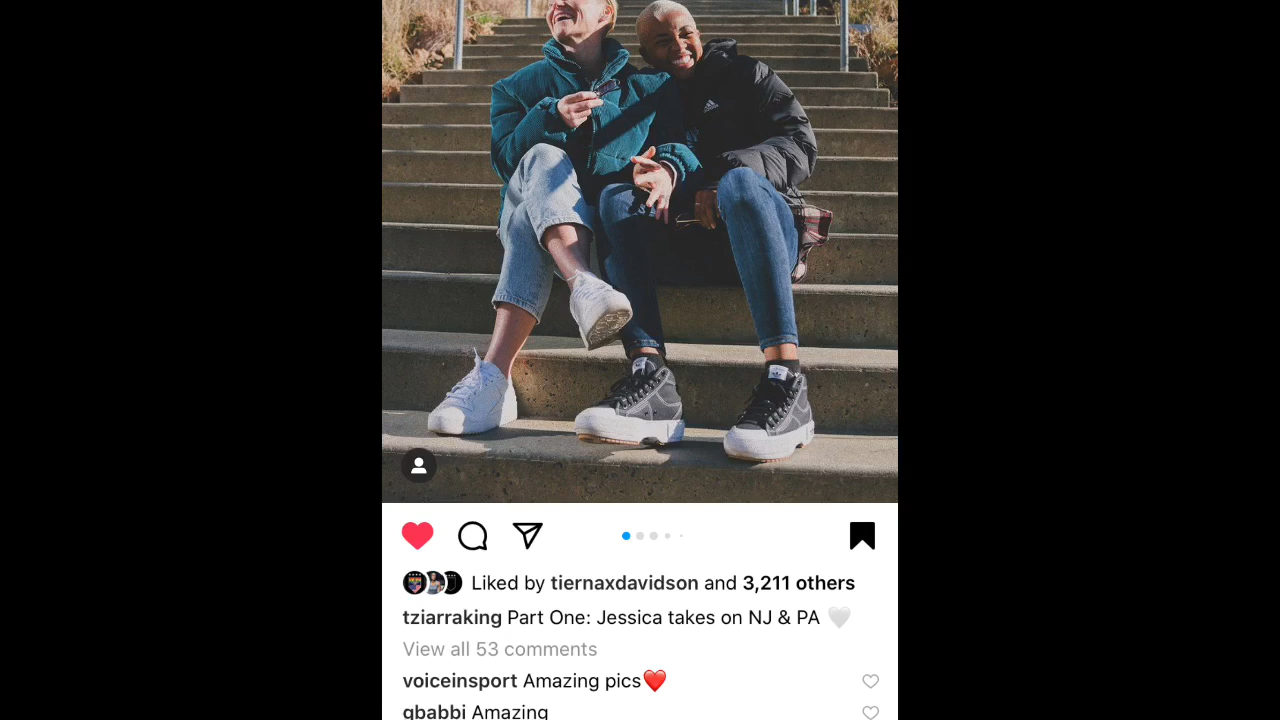 Liked by tiernaxdavidson and 3,211 others
tziarraking Part One: Jessica takes on NJ & PA 🤍
View all 53 comments
voiceinsport Amazing pics❤️
gbabbi Amazing